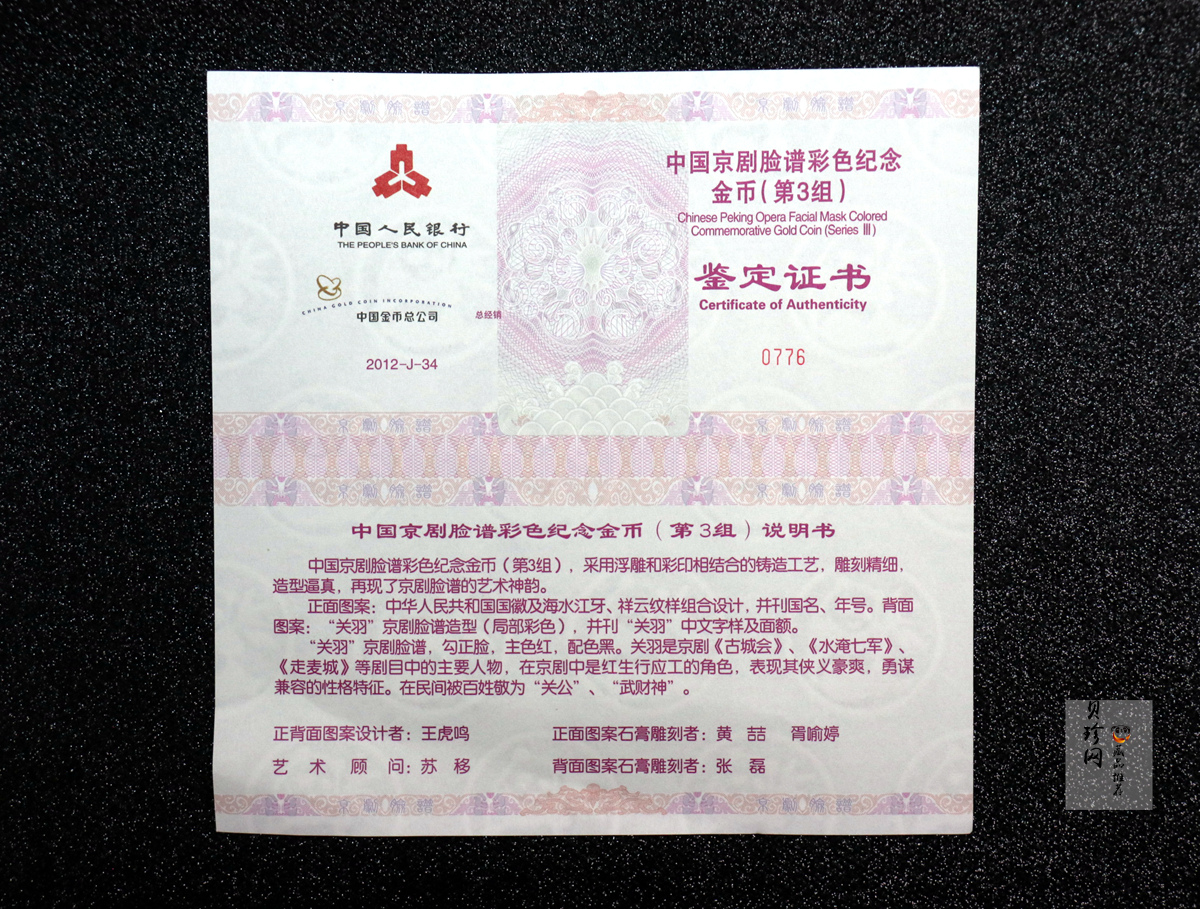 中国人民银行
THE PEOPLE'S BANK OF CHINA
CHINA GOLD COIN INCORPORATION
中国金币总公司 总经销
2012-J-34
中国京剧脸谱彩色纪念
金币(第3组)
Chinese Peking Opera Facial Mask Colored
Commemorative Gold Coin (Series Ⅲ)
鉴定证书
Certificate of Authenticity
0776
中国京剧脸谱彩色纪念金币(第3组)说明书
中国京剧脸谱彩色纪念金币(第3组),采用浮雕和彩印相结合的铸造工艺,雕刻精细,
造型逼真,再现了京剧脸谱的艺术神韵。
正面图案:中华人民共和国国徽及海水江牙、祥云纹样组合设计,并刊国名、年号。背面
图案:“关羽”京剧脸谱造型(局部彩色),并刊“关羽”中文字样及面额。
“关羽”京剧脸谱,勾正脸,主色红,配色黑。关羽是京剧《古城会》、《水淹七军》、
《走麦城》等剧目中的主要人物,在京剧中是红生行应工的角色,表现其侠义豪爽,勇谋
兼容的性格特征。在民间被百姓敬为“关公”、“武财神”。
正背面图案设计者:王虎鸣 正面图案石膏雕刻者:黄喆 胥喻婷
艺术顾问:苏移 背面图案石膏雕刻者:张磊
贝珍网
藏品推荐